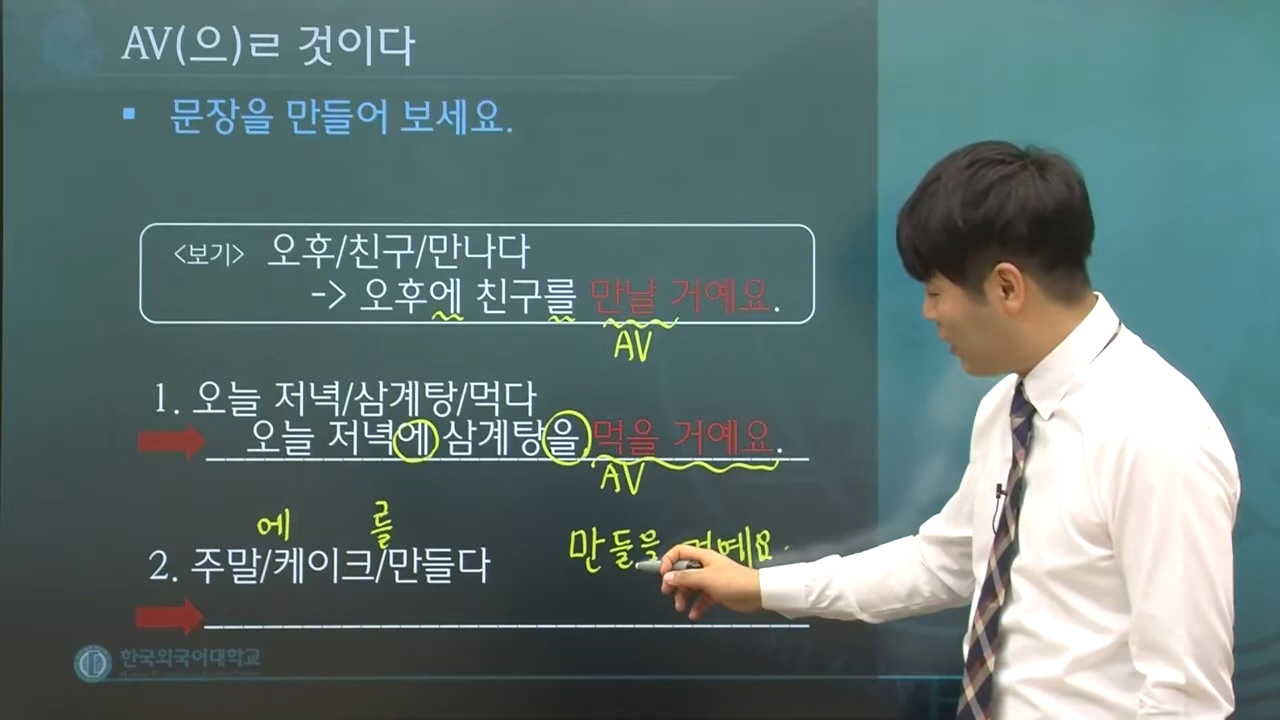 AV(으)ㄹ 것이다
▪ 문장을 만들어 보세요.
<보기> 오후/친구/만나다
-> 오후에 친구를 만날 거예요.
AV
1. 오늘 저녁/삼계탕/먹다
오늘 저녁에 삼계탕을 먹을 거예요.
AV
에 를
만들을 거예요.
2. 주말/케이크/만들다
한국외국어대학교